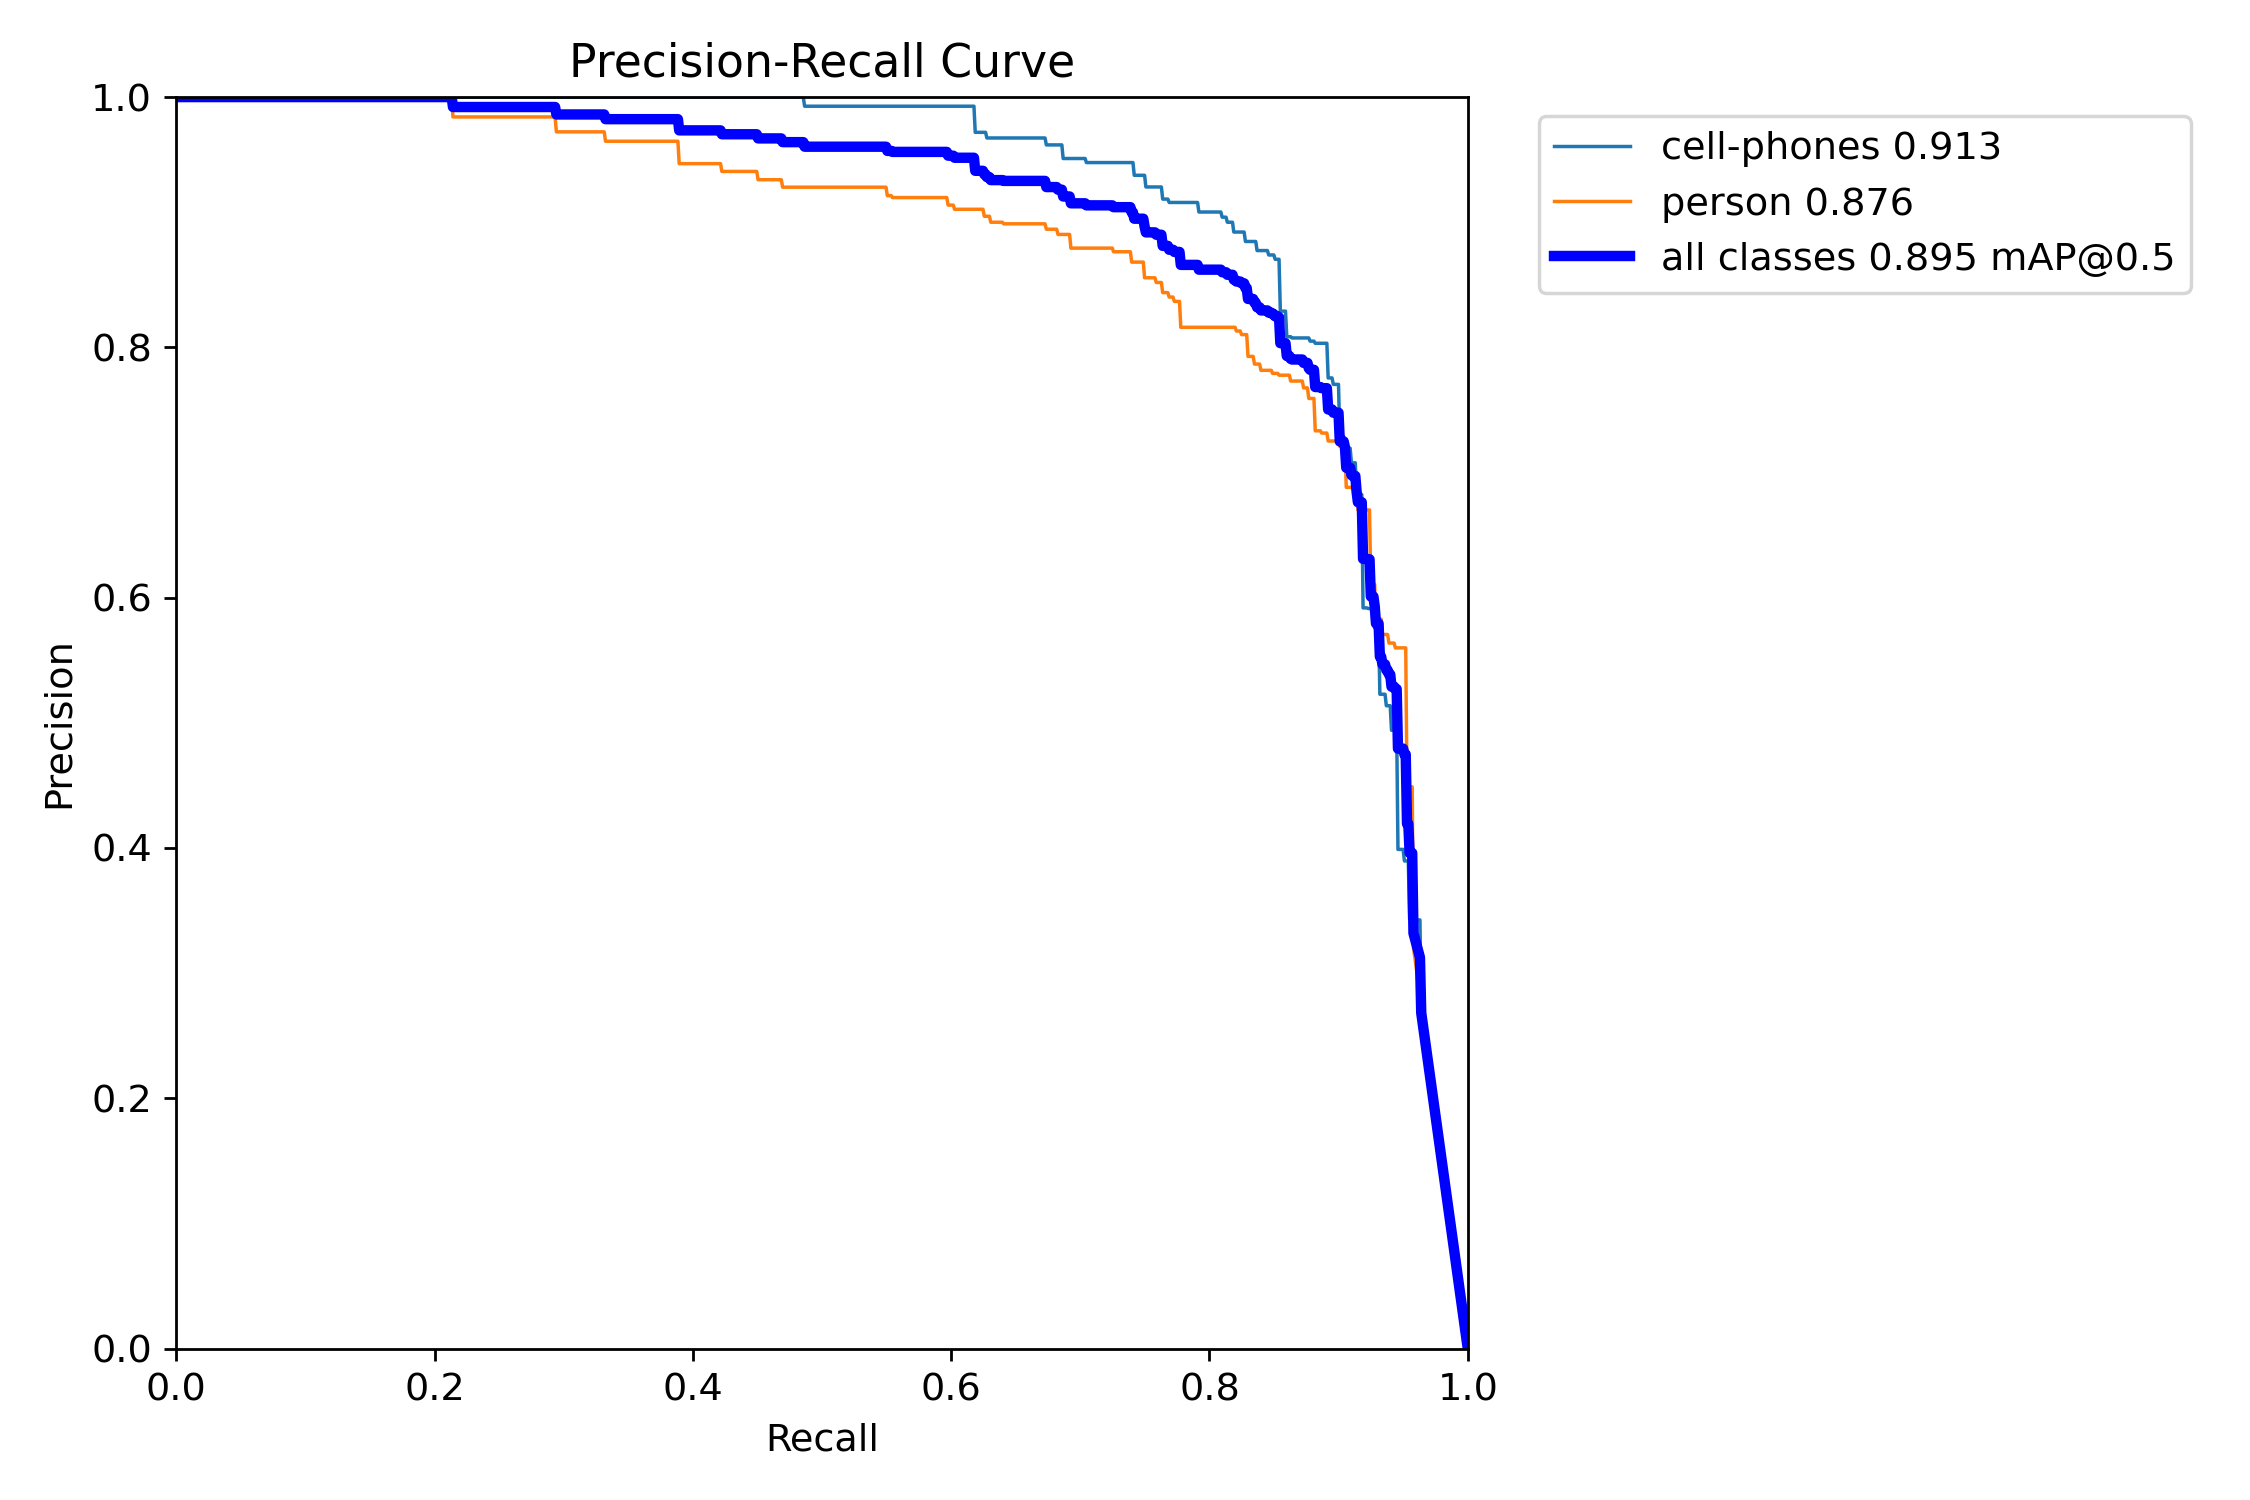 Precision-Recall Curve
1.0
0.8
0.6
0.4
0.2
0.0
Precision
0.0 0.2 0.4 0.6 0.8 1.0
Recall
cell-phones 0.913
person 0.876
all classes 0.895 mAP@0.5